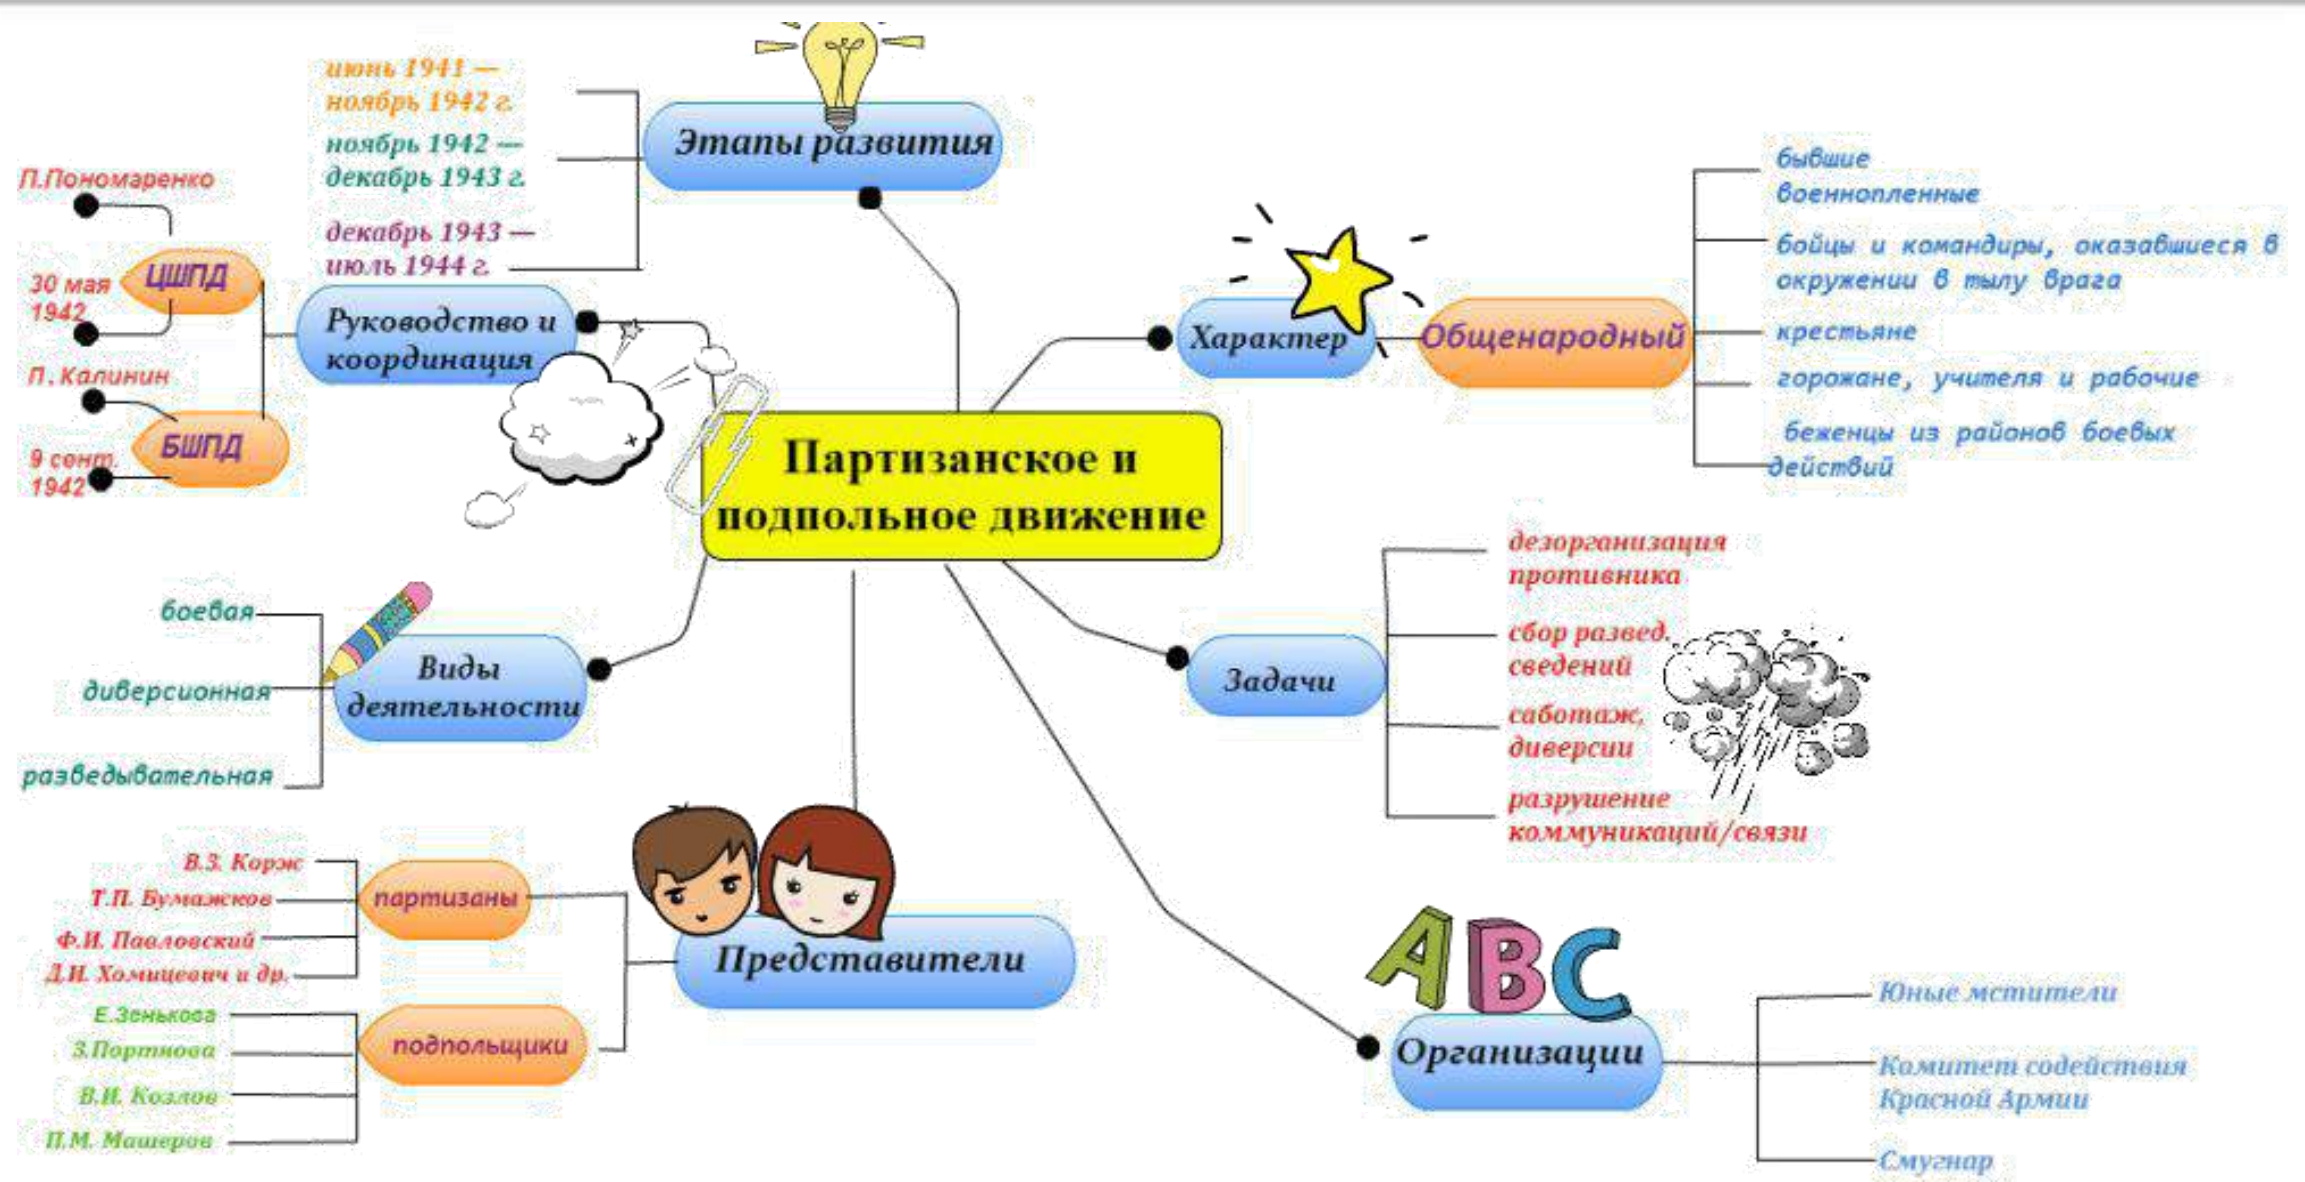 Партизанское и
подпольное движение
Этапы развития
июнь 1941 —
ноябрь 1942 г.
ноябрь 1942 —
декабрь 1943 г.
декабрь 1943 —
июль 1944 г.
Руководство и
координация
ЦШПД
П.Пономаренко
30 мая
1942
БШПД
П. Калинин
9 сент.
1942
Виды
деятельности
боевая
диверсионная
разведывательная
Представители
партизаны
В.З. Корж
Т.П. Бумажков
Ф.И. Павловский
Д.И. Хомицевич и др.
подпольщики
Е.Зенькова
З.Портнова
В.И. Козлов
П.М. Машеров
Характер
Общенародный
бывшие
военнопленные
бойцы и командиры, оказавшиеся в
окружении в тылу врага
крестьяне
горожане, учителя и рабочие
беженцы из районов боевых
действий
Задачи
дезорганизация
противника
сбор развед.
сведений
саботаж,
диверсии
разрушение
коммуникаций/связи
ABC
Организации
Юные мстители
Комитет содействия
Красной Армии
Смугнар